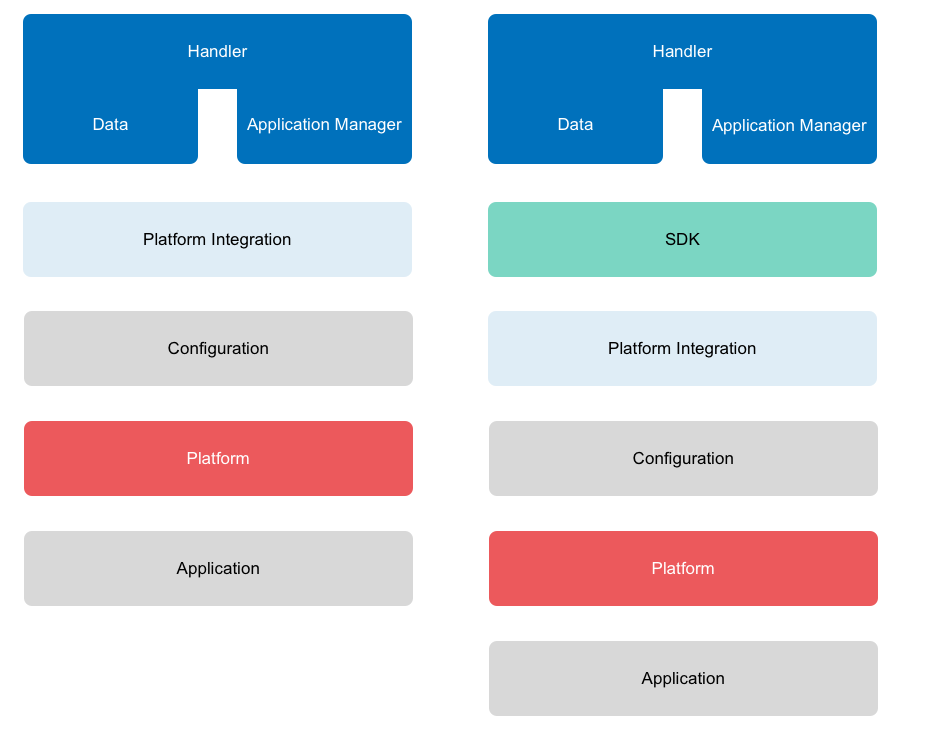 Handler
Data
Application Manager
Platform Integration
Configuration
Platform
Application
Handler
Data
Application Manager
SDK
Platform Integration
Configuration
Platform
Application